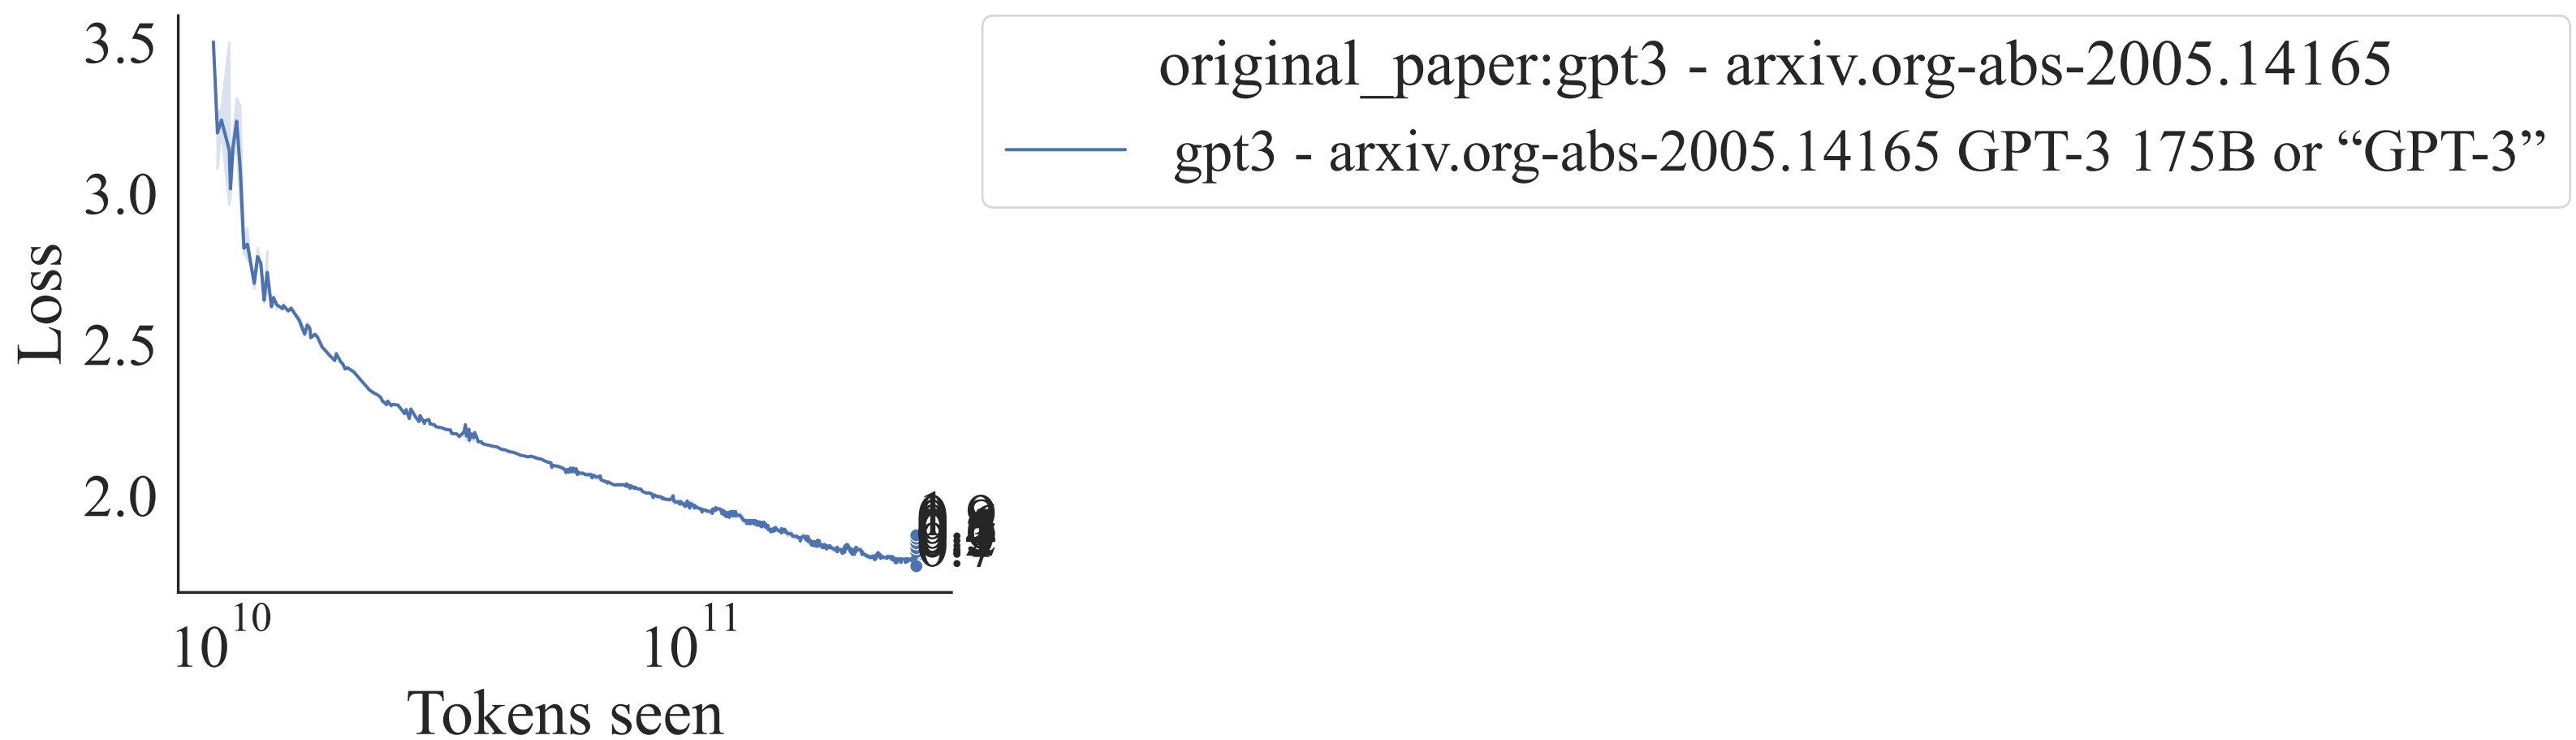 3.5
3.0
2.5
2.0
Loss
10^10
10^11
Tokens seen
original_paper:gpt3 - arxiv.org-abs-2005.14165
gpt3 - arxiv.org-abs-2005.14165 GPT-3 175B or “GPT-3”